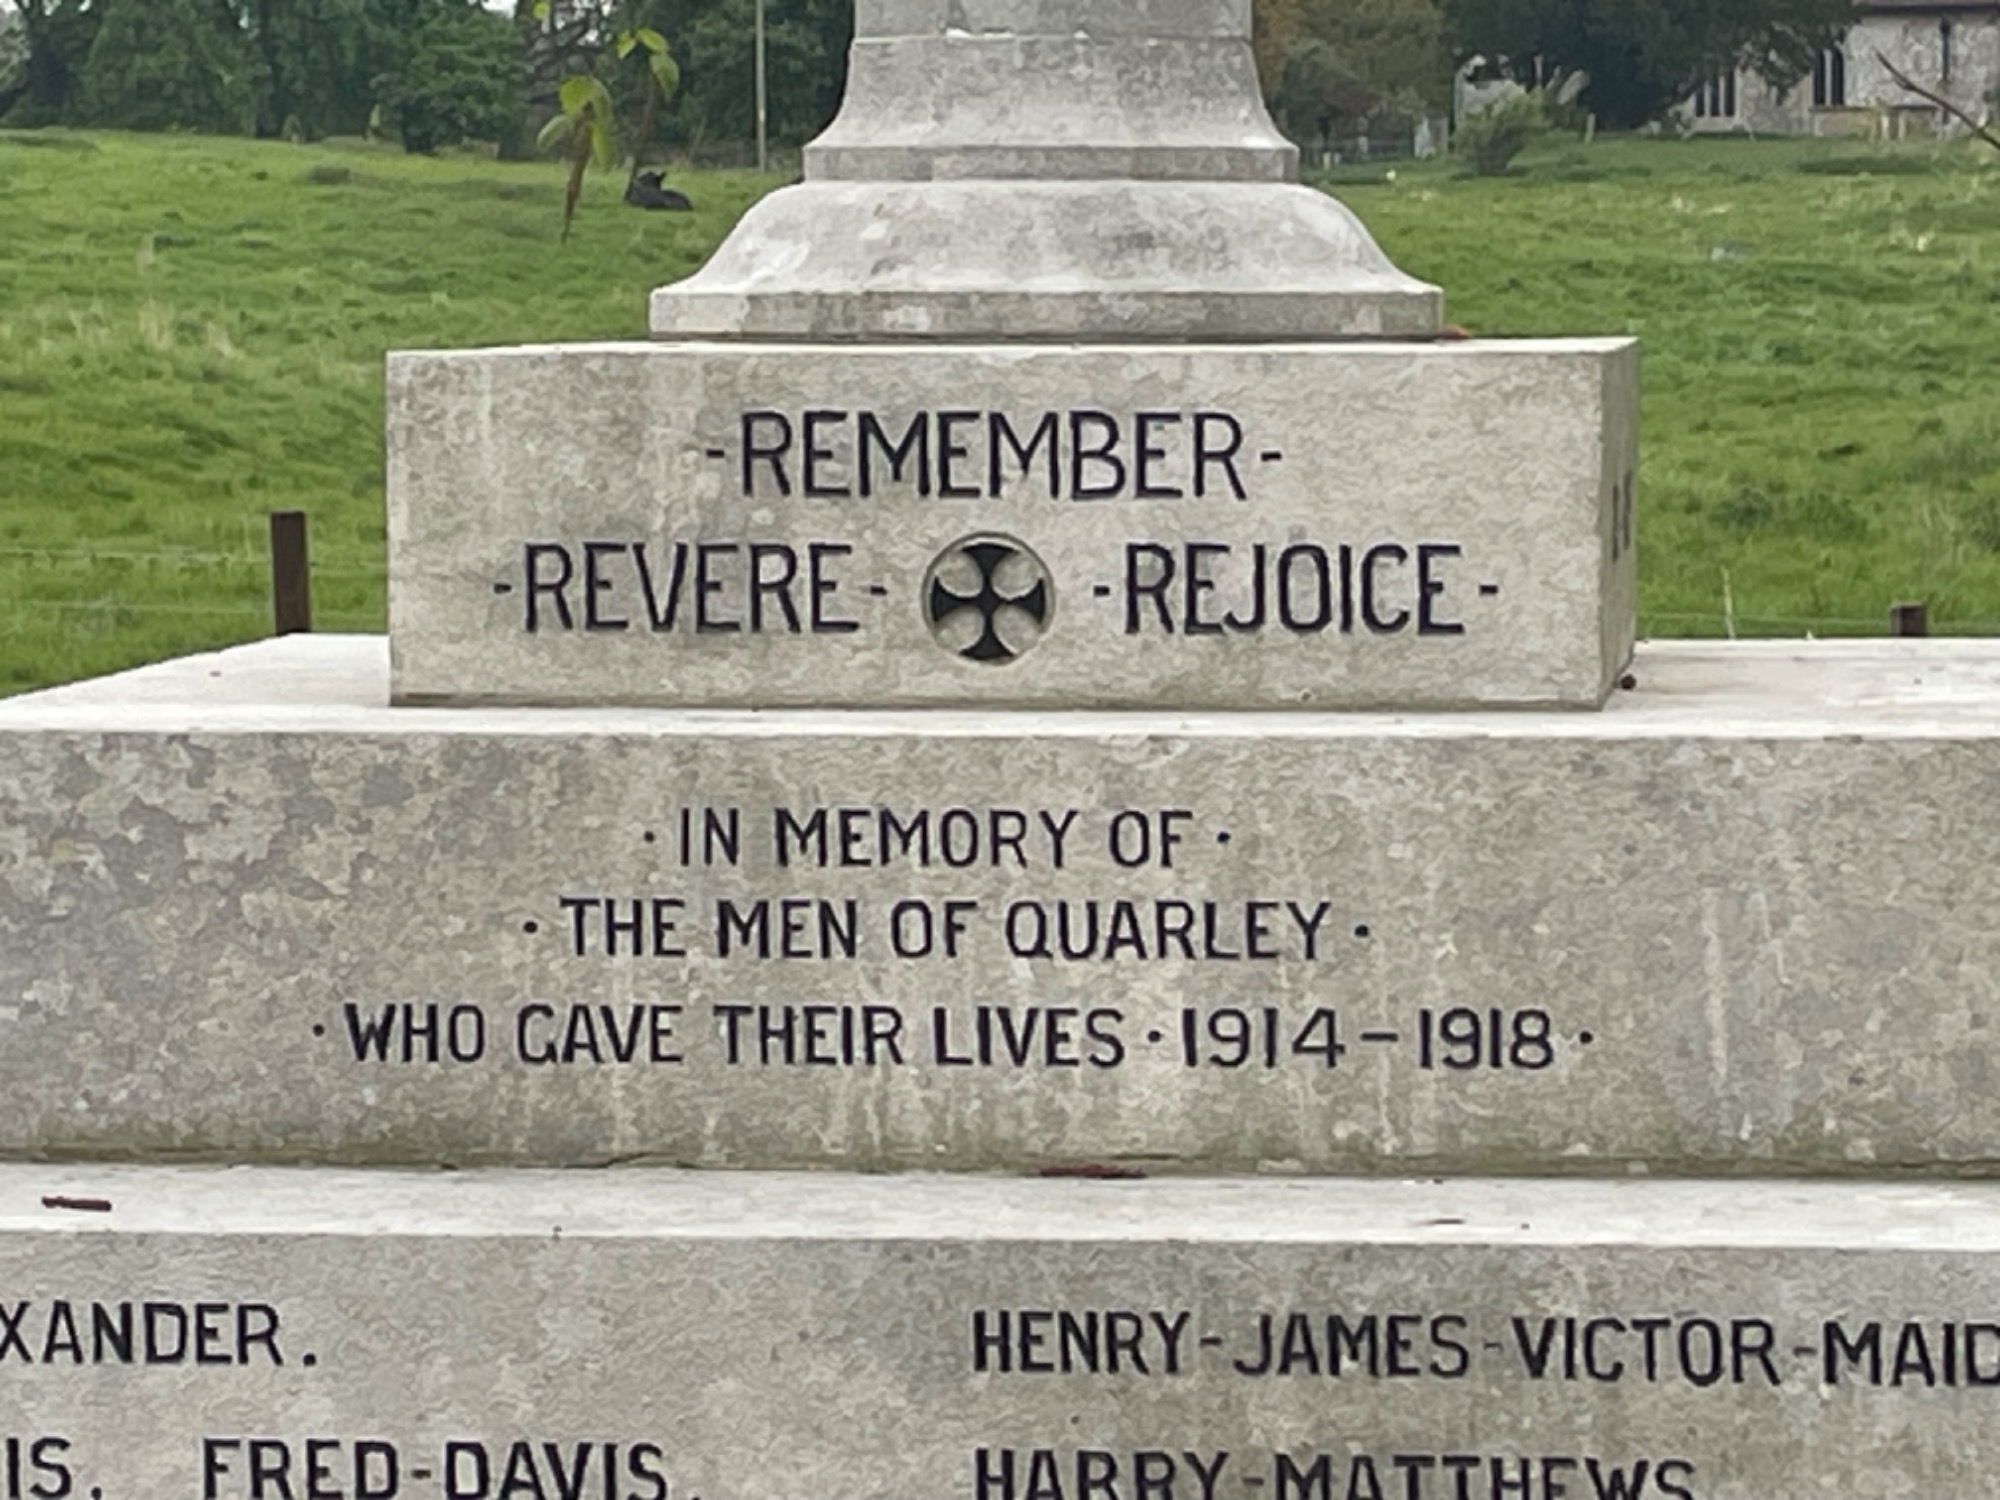 -REMEMBER-
-REVERE- -REJOICE-
· IN MEMORY OF ·
· THE MEN OF QUARLEY ·
· WHO GAVE THEIR LIVES · 1914 – 1918 ·
XANDER. HENRY-JAMES-VICTOR-MAID
IS. FRED-DAVIS. HARRY-MATTHEWS